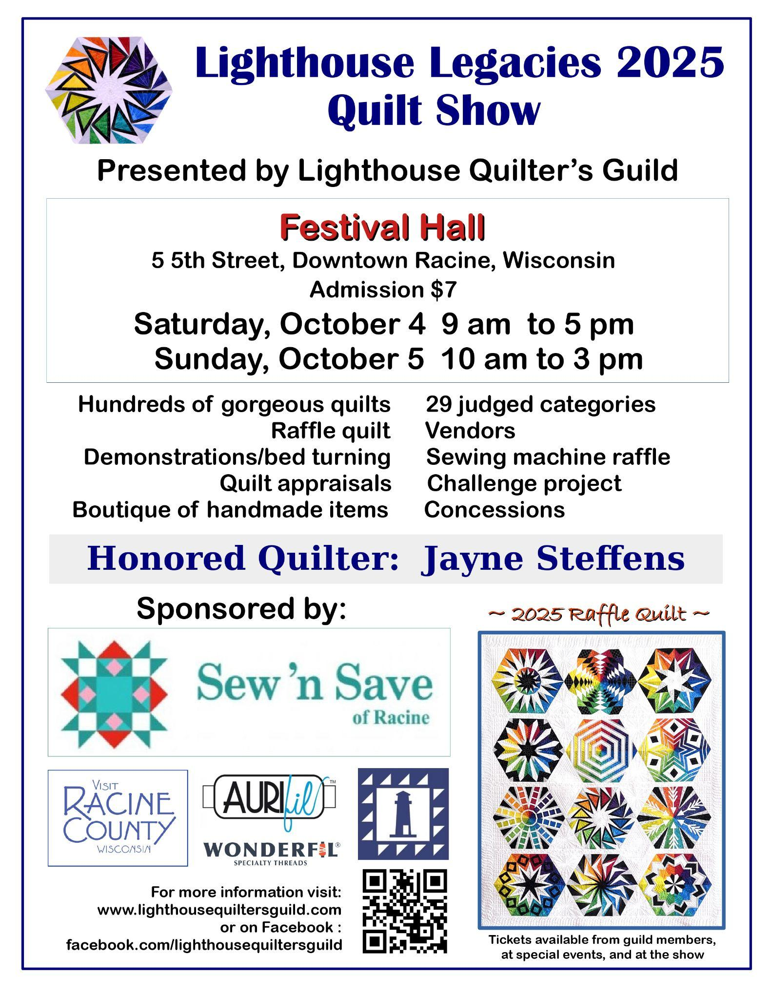 Lighthouse Legacies 2025
Quilt Show
Presented by Lighthouse Quilter’s Guild
Festival Hall
5 5th Street, Downtown Racine, Wisconsin
Admission $7
Saturday, October 4 9 am to 5 pm
Sunday, October 5 10 am to 3 pm
Hundreds of gorgeous quilts
Raffle quilt
Demonstrations/bed turning
Quilt appraisals
Boutique of handmade items
29 judged categories
Vendors
Sewing machine raffle
Challenge project
Concessions
Honored Quilter: Jayne Steffens
Sponsored by:
Sew ’n Save
of Racine
VISIT
RACINE
COUNTY
WISCONSIN
AURIfil™
WONDERFIL®
SPECIALTY THREADS
For more information visit:
www.lighthousequiltersguild.com
or on Facebook :
facebook.com/lighthousequiltersguild
~ 2025 Raffle Quilt ~
Tickets available from guild members,
at special events, and at the show